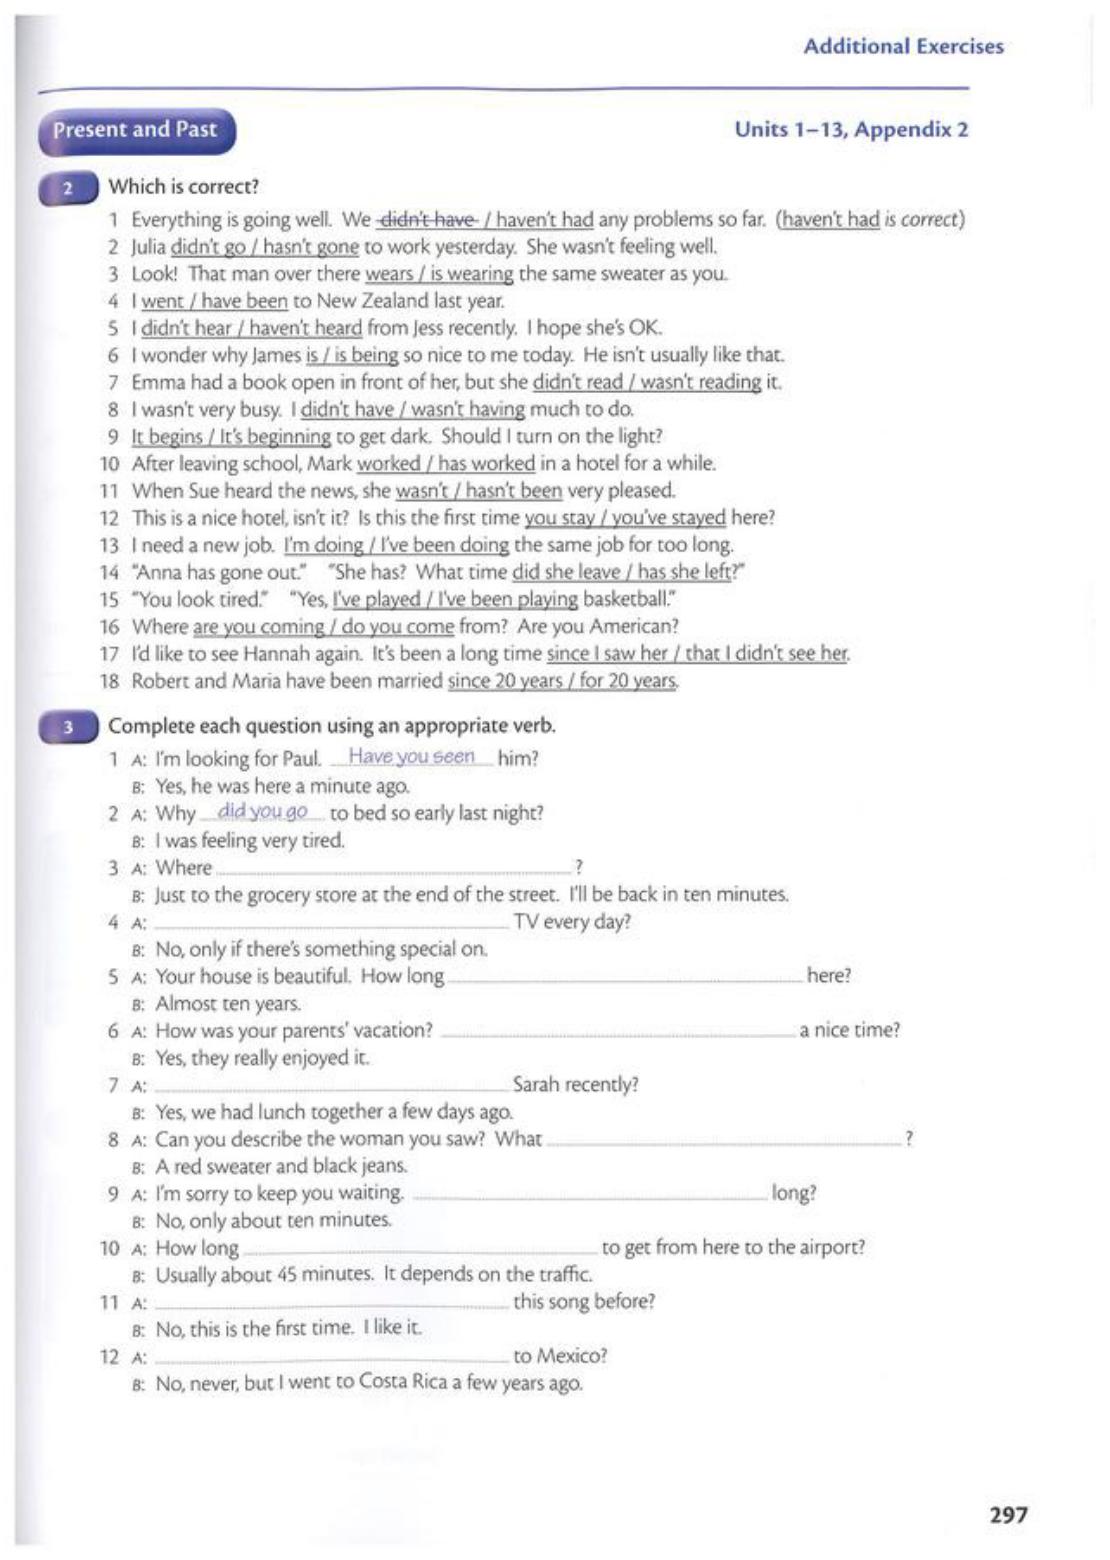 Additional Exercises
Present and Past
Units 1–13, Appendix 2
2 Which is correct?
1 Everything is going well. We didn't have / haven't had any problems so far. (haven't had is correct)
2 Julia didn't go / hasn't gone to work yesterday. She wasn't feeling well.
3 Look! That man over there wears / is wearing the same sweater as you.
4 I went / have been to New Zealand last year.
5 I didn't hear / haven't heard from Jess recently. I hope she's OK.
6 I wonder why James is / is being so nice to me today. He isn't usually like that.
7 Emma had a book open in front of her, but she didn't read / wasn't reading it.
8 I wasn't very busy. I didn't have / wasn't having much to do.
9 It begins / It's beginning to get dark. Should I turn on the light?
10 After leaving school, Mark worked / has worked in a hotel for a while.
11 When Sue heard the news, she wasn't / hasn't been very pleased.
12 This is a nice hotel, isn't it? Is this the first time you stay / you've stayed here?
13 I need a new job. I'm doing / I've been doing the same job for too long.
14 "Anna has gone out." "She has? What time did she leave / has she left?"
15 "You look tired." "Yes, I've played / I've been playing basketball."
16 Where are you coming / do you come from? Are you American?
17 I'd like to see Hannah again. It's been a long time since I saw her / that I didn't see her.
18 Robert and Maria have been married since 20 years / for 20 years.
3 Complete each question using an appropriate verb.
1 A: I'm looking for Paul. Have you seen him?
B: Yes, he was here a minute ago.
2 A: Why did you go to bed so early last night?
B: I was feeling very tired.
3 A: Where ?
B: Just to the grocery store at the end of the street. I'll be back in ten minutes.
4 A: TV every day?
B: No, only if there's something special on.
5 A: Your house is beautiful. How long here?
B: Almost ten years.
6 A: How was your parents' vacation? a nice time?
B: Yes, they really enjoyed it.
7 A: Sarah recently?
B: Yes, we had lunch together a few days ago.
8 A: Can you describe the woman you saw? What ?
B: A red sweater and black jeans.
9 A: I'm sorry to keep you waiting. long?
B: No, only about ten minutes.
10 A: How long to get from here to the airport?
B: Usually about 45 minutes. It depends on the traffic.
11 A: this song before?
B: No, this is the first time. I like it.
12 A: to Mexico?
B: No, never, but I went to Costa Rica a few years ago.
297